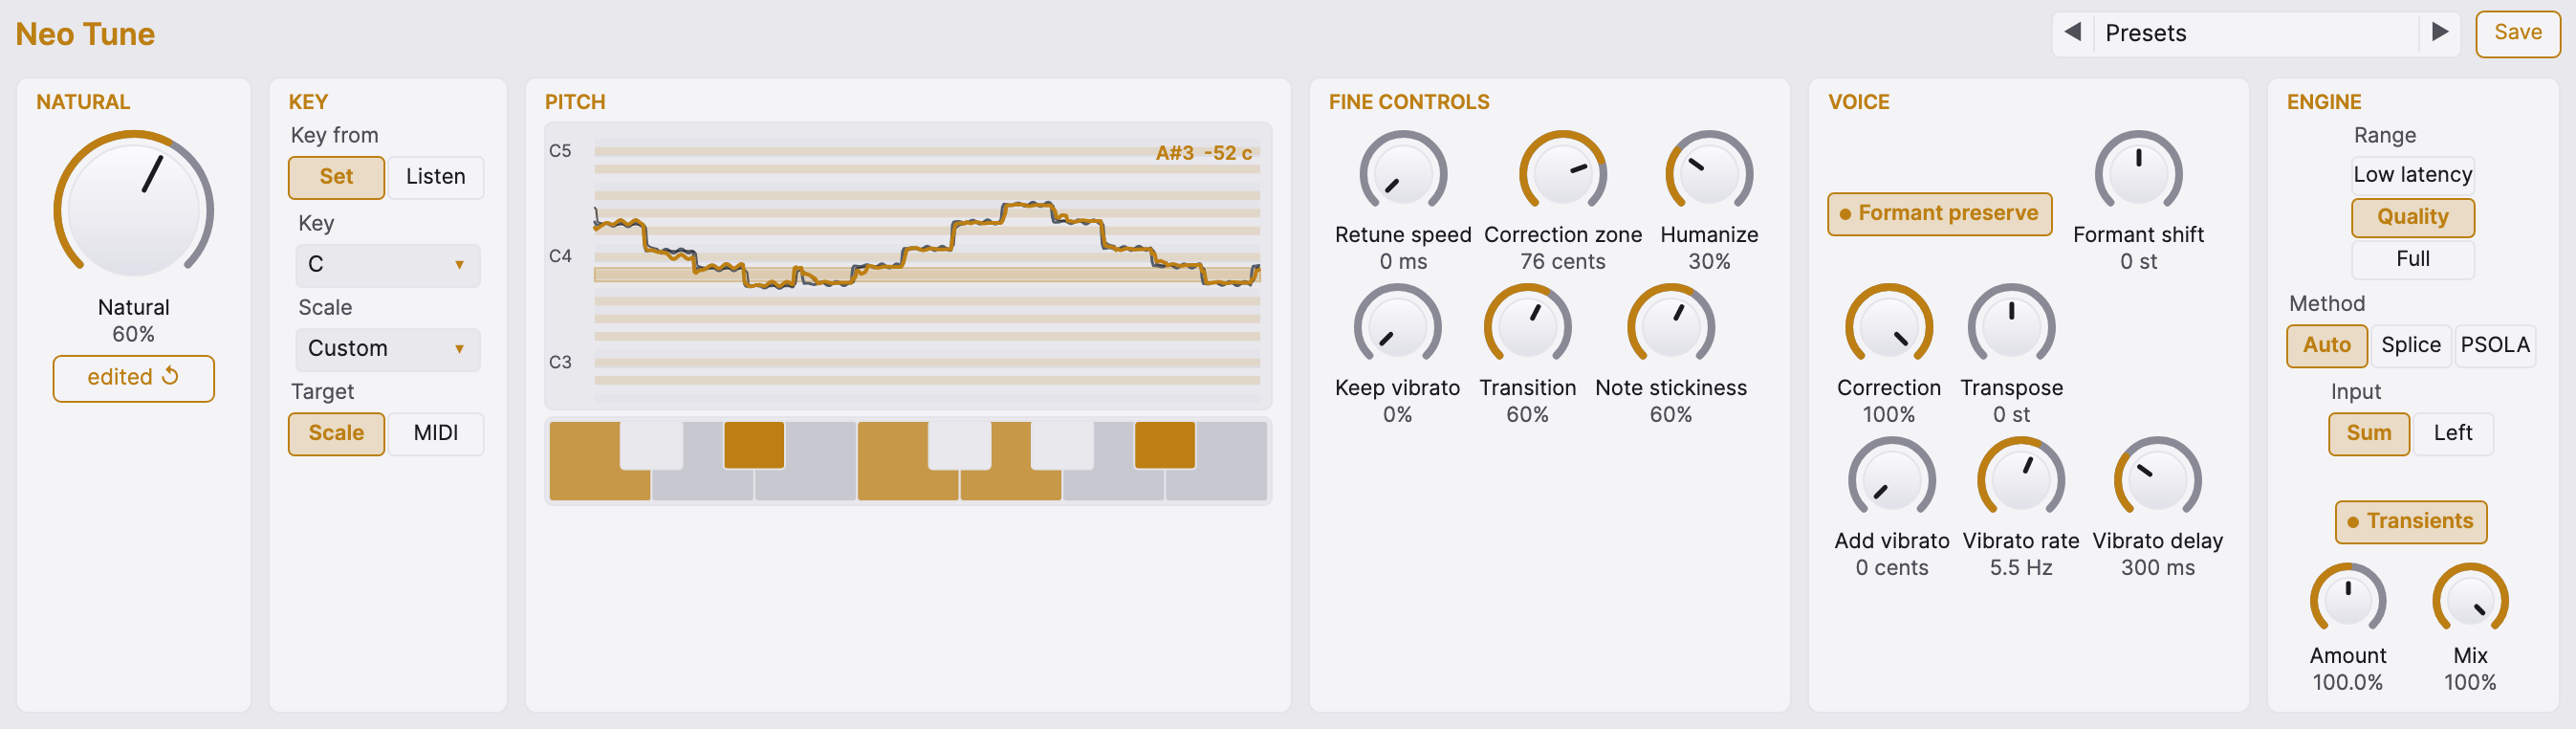 Neo Tune
Presets
Save
NATURAL
Natural
60%
edited
KEY
Key from
Set Listen
Key
C
Scale
Custom
Target
Scale MIDI
PITCH
A#3 -52 c
C5
C4
C3
FINE CONTROLS
Retune speed Correction zone Humanize
0 ms 76 cents 30%
Keep vibrato Transition Note stickiness
0% 60% 60%
VOICE
Formant preserve
Formant shift
0 st
Correction Transpose
100% 0 st
Add vibrato Vibrato rate Vibrato delay
0 cents 5.5 Hz 300 ms
ENGINE
Range
Low latency
Quality
Full
Method
Auto Splice PSOLA
Input
Sum Left
Transients
Amount Mix
100.0% 100%